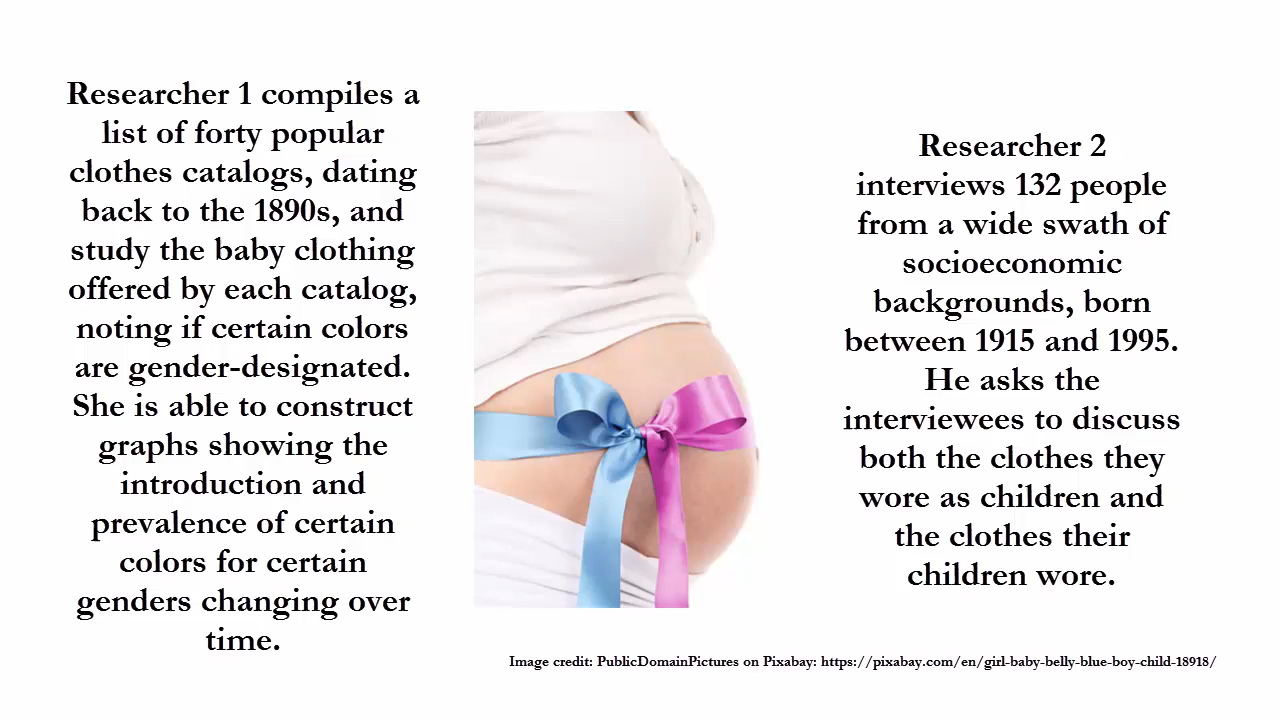 Researcher 1 compiles a
list of forty popular
clothes catalogs, dating
back to the 1890s, and
study the baby clothing
offered by each catalog,
noting if certain colors
are gender-designated.
She is able to construct
graphs showing the
introduction and
prevalence of certain
colors for certain
genders changing over
time.
Researcher 2
interviews 132 people
from a wide swath of
socioeconomic
backgrounds, born
between 1915 and 1995.
He asks the
interviewees to discuss
both the clothes they
wore as children and
the clothes their
children wore.
Image credit: PublicDomainPictures on Pixabay: https://pixabay.com/en/girl-baby-belly-blue-boy-child-18918/